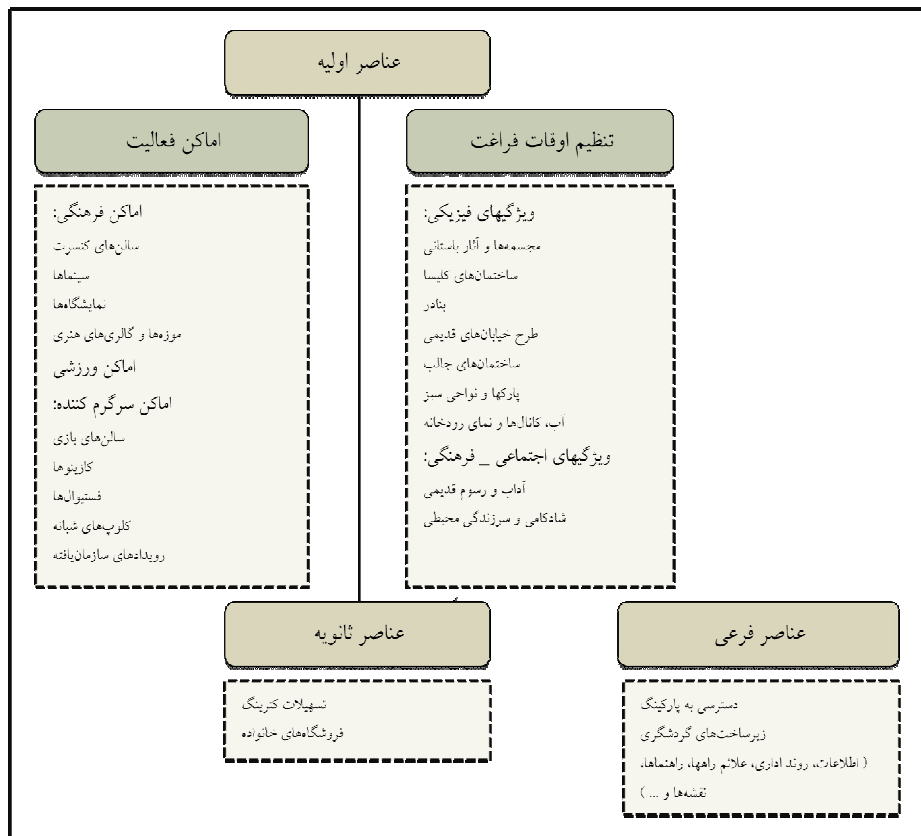 عناصر اولیه
تنظیم اوقات فراغت
ویژگیهای فیزیکی:
مجسمه‌ها و آثار باستانی
ساختمان‌های کلیسا
بنادر
طرح خیابان‌های قدیمی
ساختمان‌های جالب
پارکها و نواحی سبز
آب، کانال‌ها و نمای رودخانه
ویژگیهای اجتماعی _ فرهنگی:
آداب و رسوم قدیمی
شادکامی و سرزندگی محیطی
اماکن فعالیت
اماکن فرهنگی:
سالن‌های کنسرت
سینماها
نمایشگاه‌ها
موزه‌ها و گالری‌های هنری
اماکن ورزشی
اماکن سرگرم کننده:
سالن‌های بازی
کازینوها
فستیوال‌ها
کلوپ‌های شبانه
رویدادهای سازمان‌یافته
عناصر فرعی
دسترسی به پارکینگ
زیرساخت‌های گردشگری
( اطلاعات، روند اداری، علائم راهها، راهنماها،
نقشه‌ها و ... )
عناصر ثانویه
تسهیلات کترینگ
فروشگاه‌های خانواده